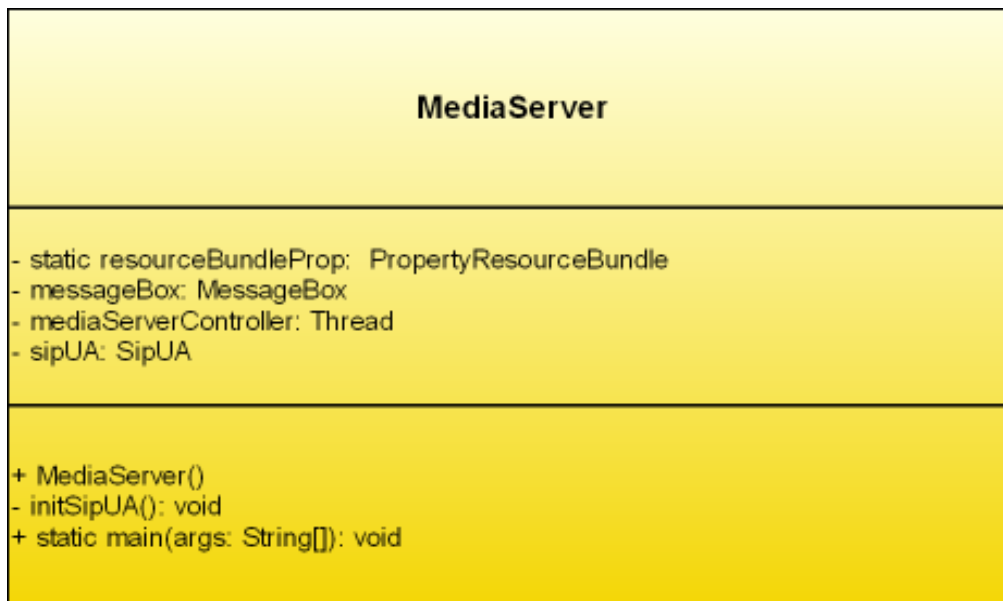 MediaServer
- static resourceBundleProp:  PropertyResourceBundle
- messageBox: MessageBox
- mediaServerController: Thread
- sipUA: SipUA
+ MediaServer()
- initSipUA(): void
+ static main(args: String[]): void